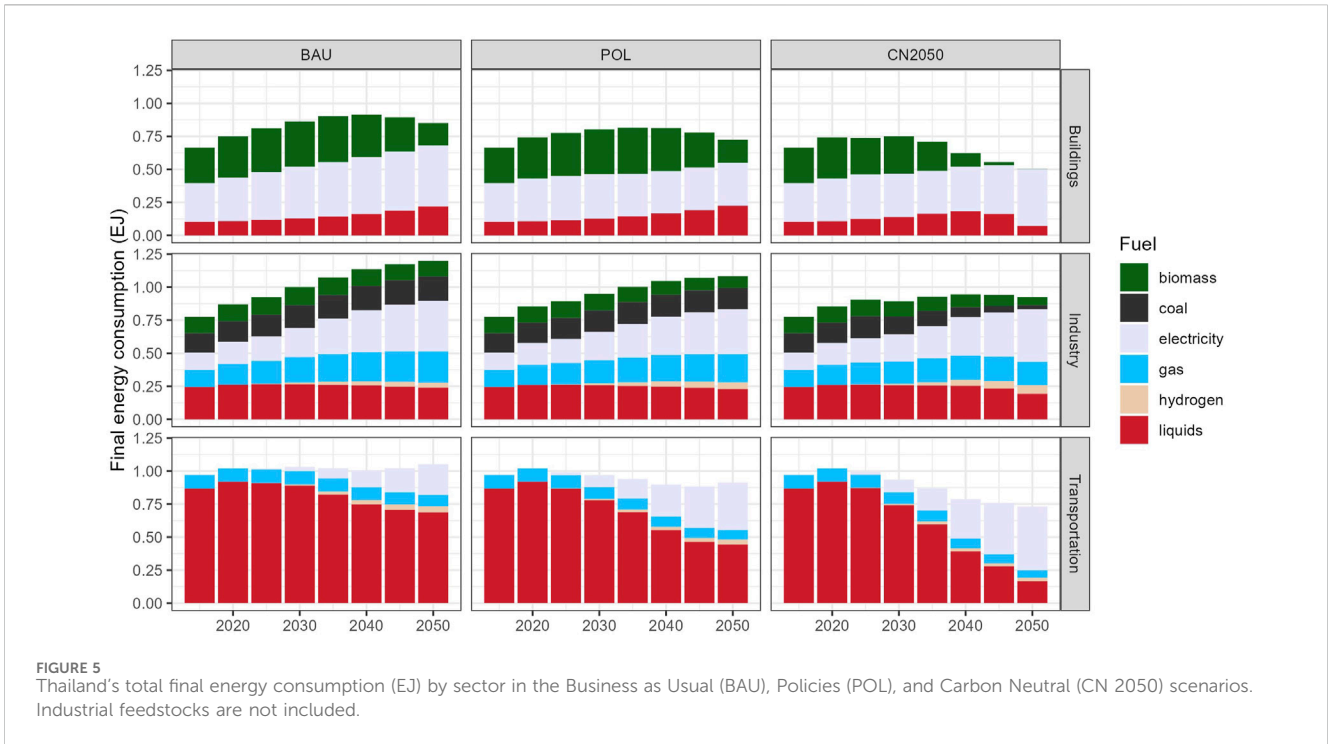 BAU
POL
CN2050
Final energy consumption (EJ)
1.25
1.00
0.75
0.50
0.25
0.00
Buildings
1.25
1.00
0.75
0.50
0.25
0.00
Industry
1.25
1.00
0.75
0.50
0.25
0.00
Transportation
2020 2030 2040 2050
2020 2030 2040 2050
2020 2030 2040 2050
Fuel
biomass
coal
electricity
gas
hydrogen
liquids
FIGURE 5
Thailand's total final energy consumption (EJ) by sector in the Business as Usual (BAU), Policies (POL), and Carbon Neutral (CN 2050) scenarios.
Industrial feedstocks are not included.